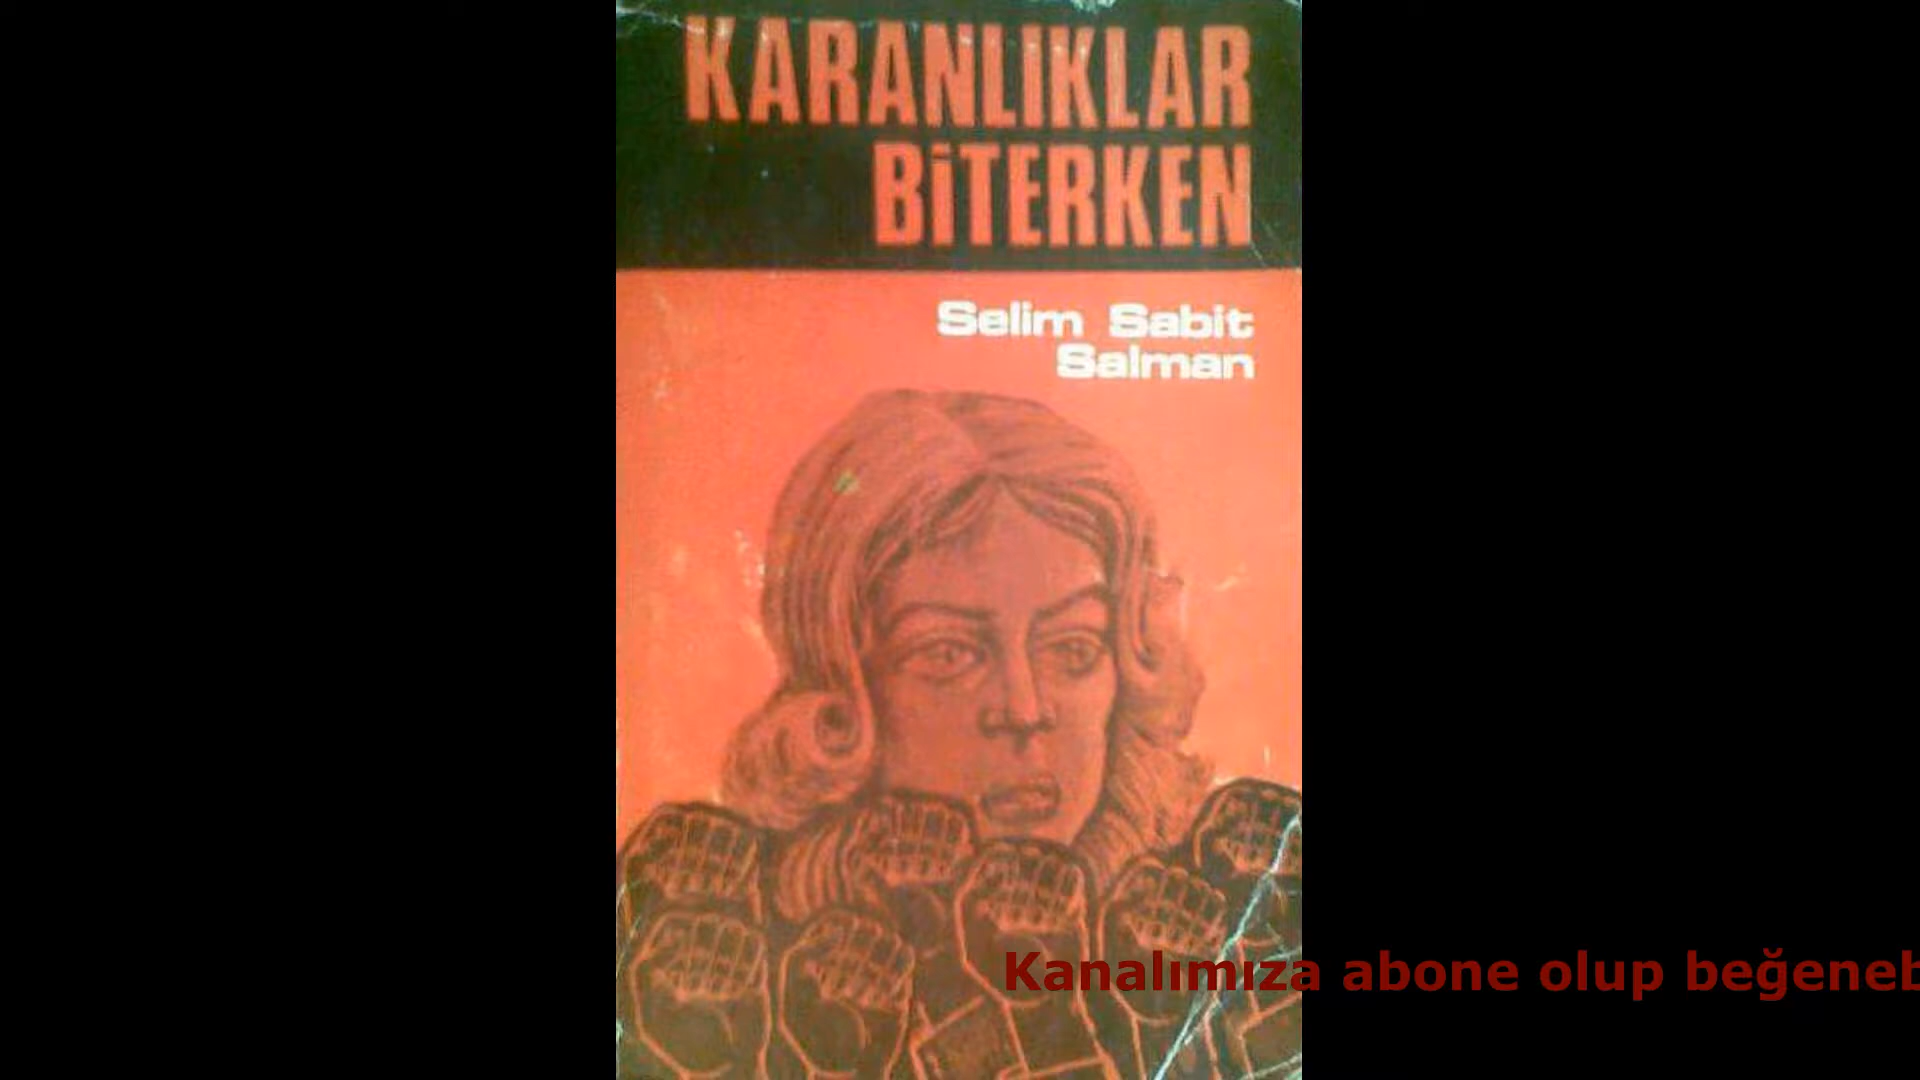 KARANLIKLAR
BİTERKEN
Selim Sabit
Salman
Kanalımıza abone olup beğeneb